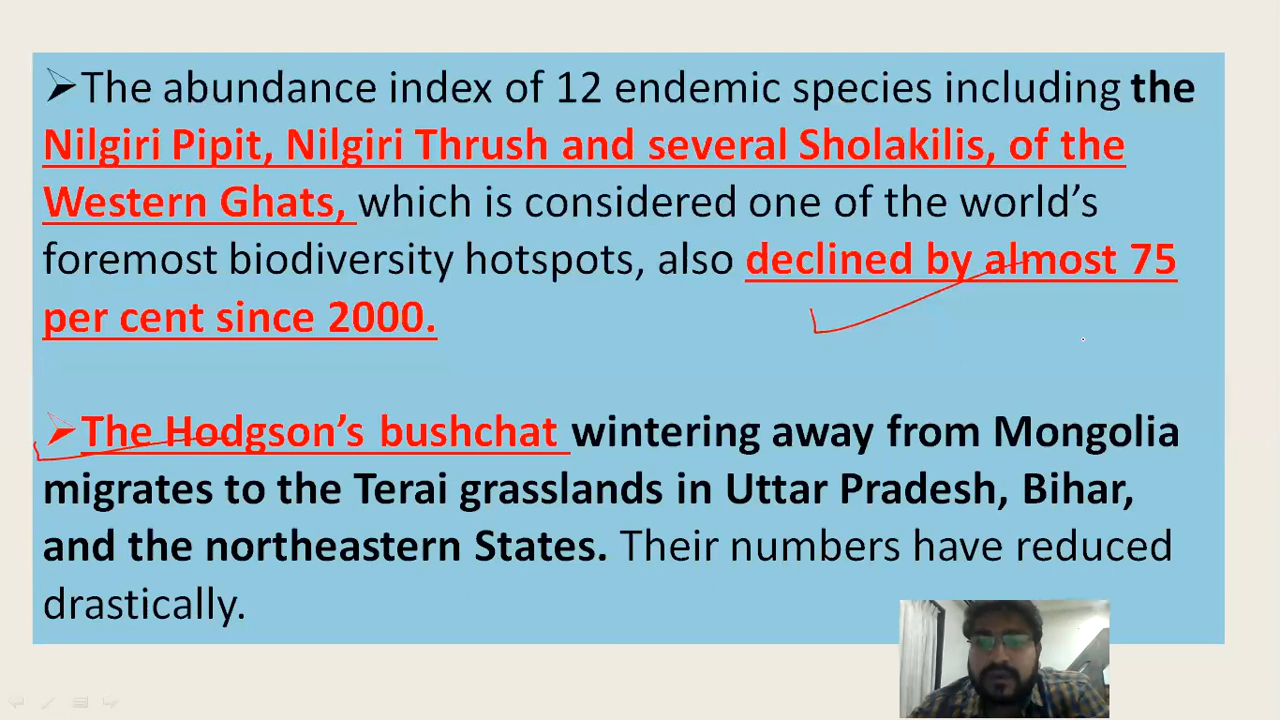 ➢The abundance index of 12 endemic species including the
Nilgiri Pipit, Nilgiri Thrush and several Sholakilis, of the
Western Ghats, which is considered one of the world’s
foremost biodiversity hotspots, also declined by almost 75
per cent since 2000.
➢The Hodgson’s bushchat wintering away from Mongolia
migrates to the Terai grasslands in Uttar Pradesh, Bihar,
and the northeastern States. Their numbers have reduced
drastically.